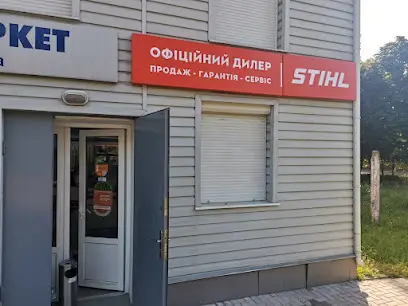 РКЕТ
а
ОФІЦІЙНИЙ ДИЛЕР
ПРОДАЖ - ГАРАНТІЯ - СЕРВІС
STIHL